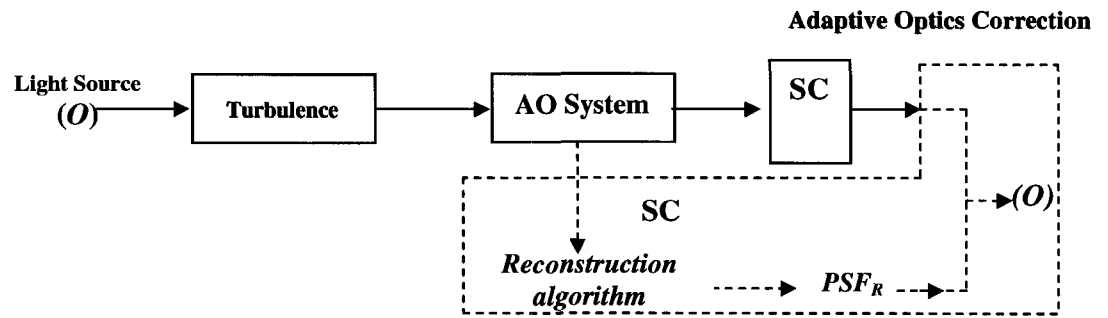 Adaptive Optics Correction
Light Source
(O)
Turbulence
AO System
SC
SC
(O)
Reconstruction
algorithm
PSF_R